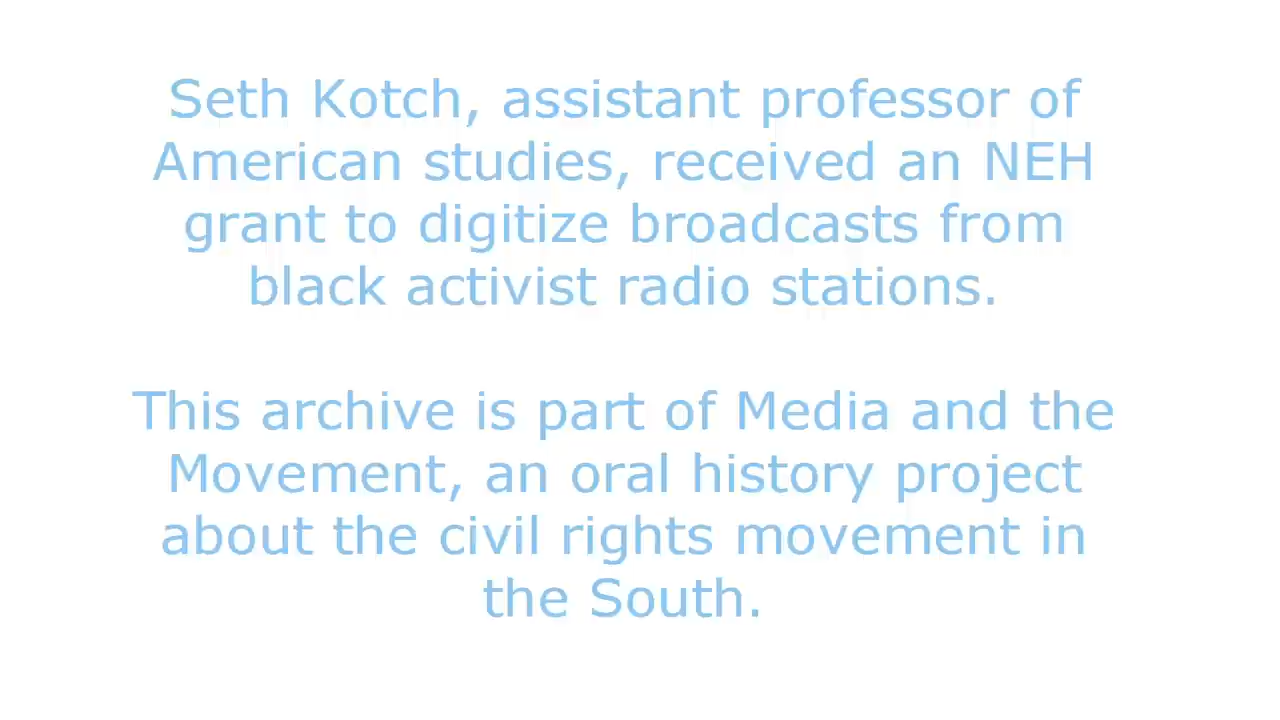 Seth Kotch, assistant professor of
American studies, received an NEH
grant to digitize broadcasts from
black activist radio stations.
This archive is part of Media and the
Movement, an oral history project
about the civil rights movement in
the South.